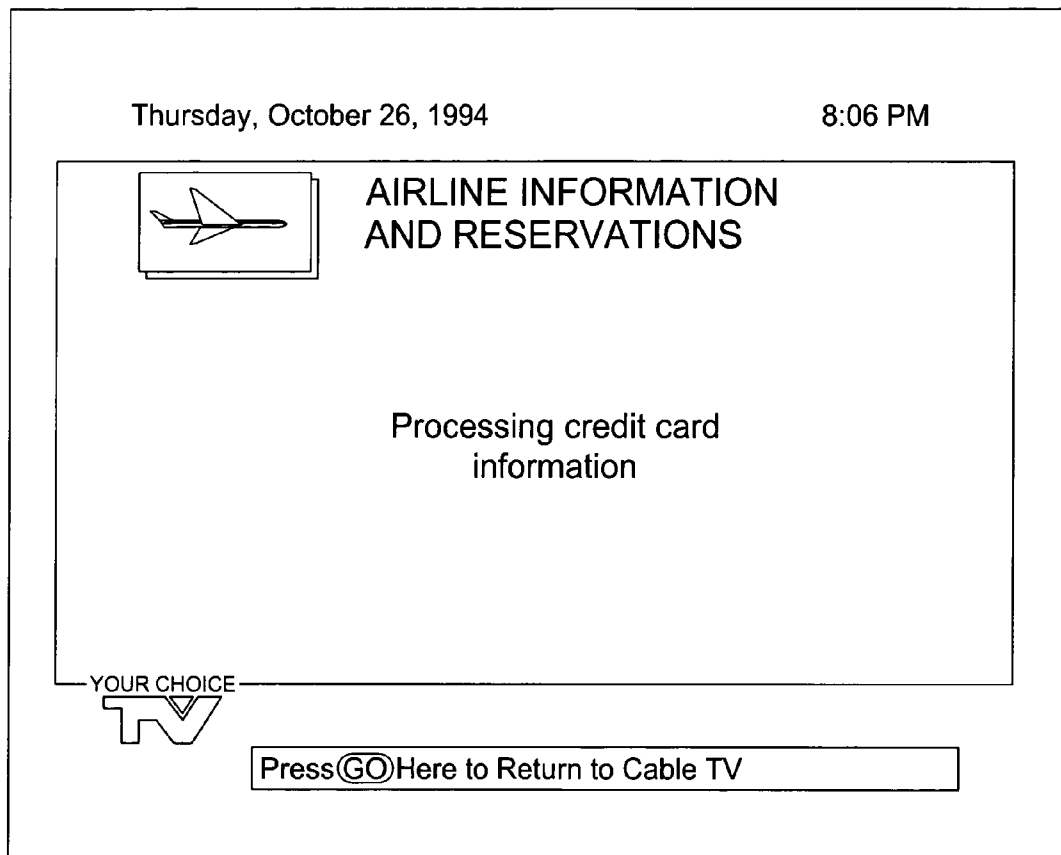 Thursday, October 26, 1994 8:06 PM
AIRLINE INFORMATION
AND RESERVATIONS
Processing credit card
information
YOUR CHOICE
TV
Press GO Here to Return to Cable TV